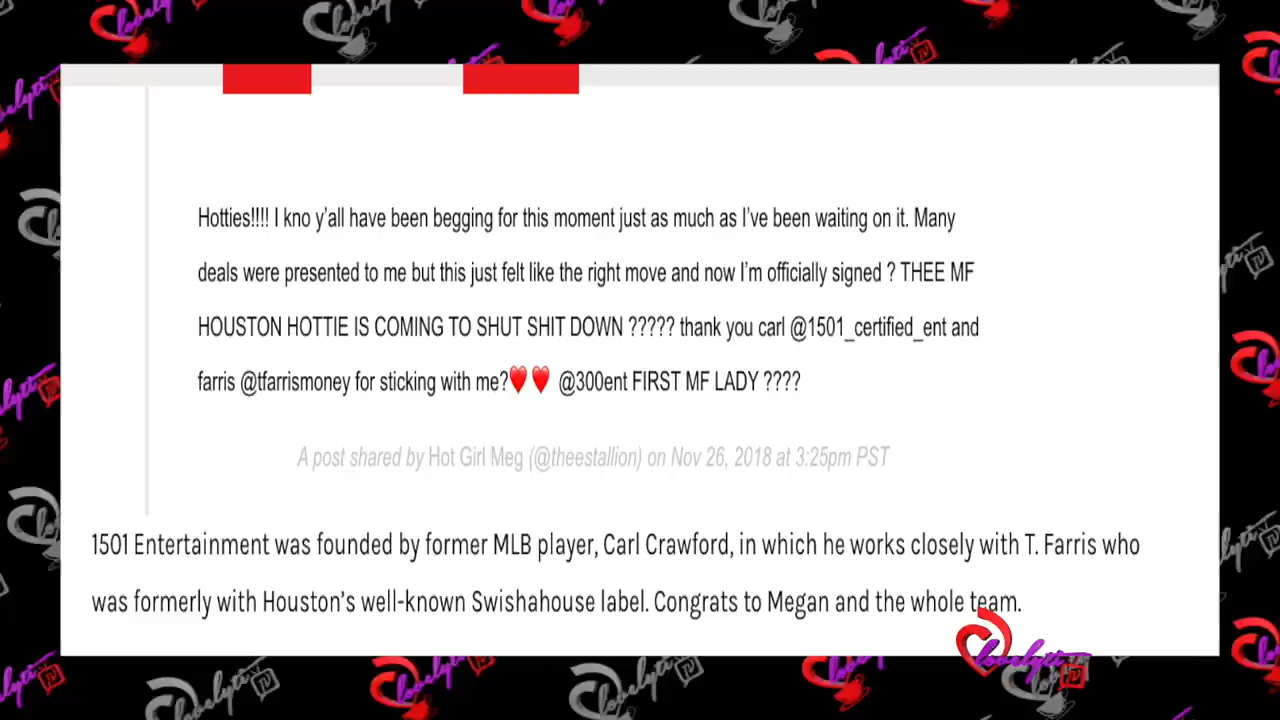 Hotties!!!! I kno y'all have been begging for this moment just as much as I've been waiting on it. Many
deals were presented to me but this just felt like the right move and now I'm officially signed ? THEE MF
HOUSTON HOTTIE IS COMING TO SHUT SHIT DOWN ????? thank you carl @1501_certified_ent and
farris @tfarrismoney for sticking with me?❤️❤️ @300ent FIRST MF LADY ????
A post shared by Hot Girl Meg (@theestallion) on Nov 26, 2018 at 3:25pm PST
1501 Entertainment was founded by former MLB player, Carl Crawford, in which he works closely with T. Farris who
was formerly with Houston's well-known Swishahouse label. Congrats to Megan and the whole team.
lovelyti TV